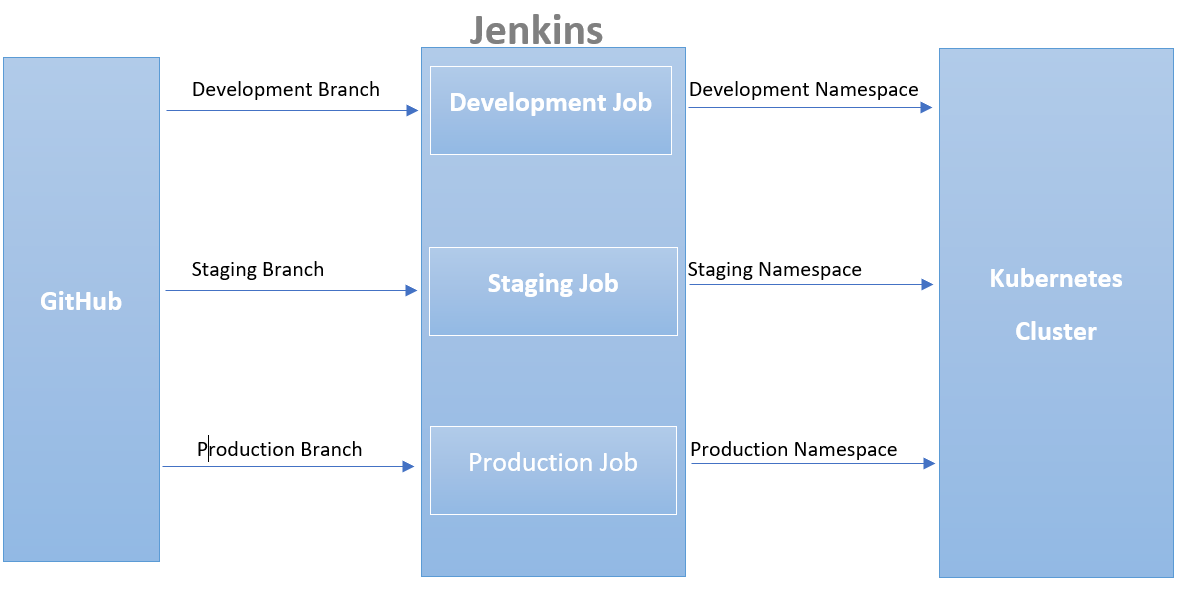 Jenkins
Development Branch
Development Job
Development Namespace
Staging Branch
Staging Job
Staging Namespace
GitHub
Kubernetes
Cluster
Production Branch
Production Job
Production Namespace